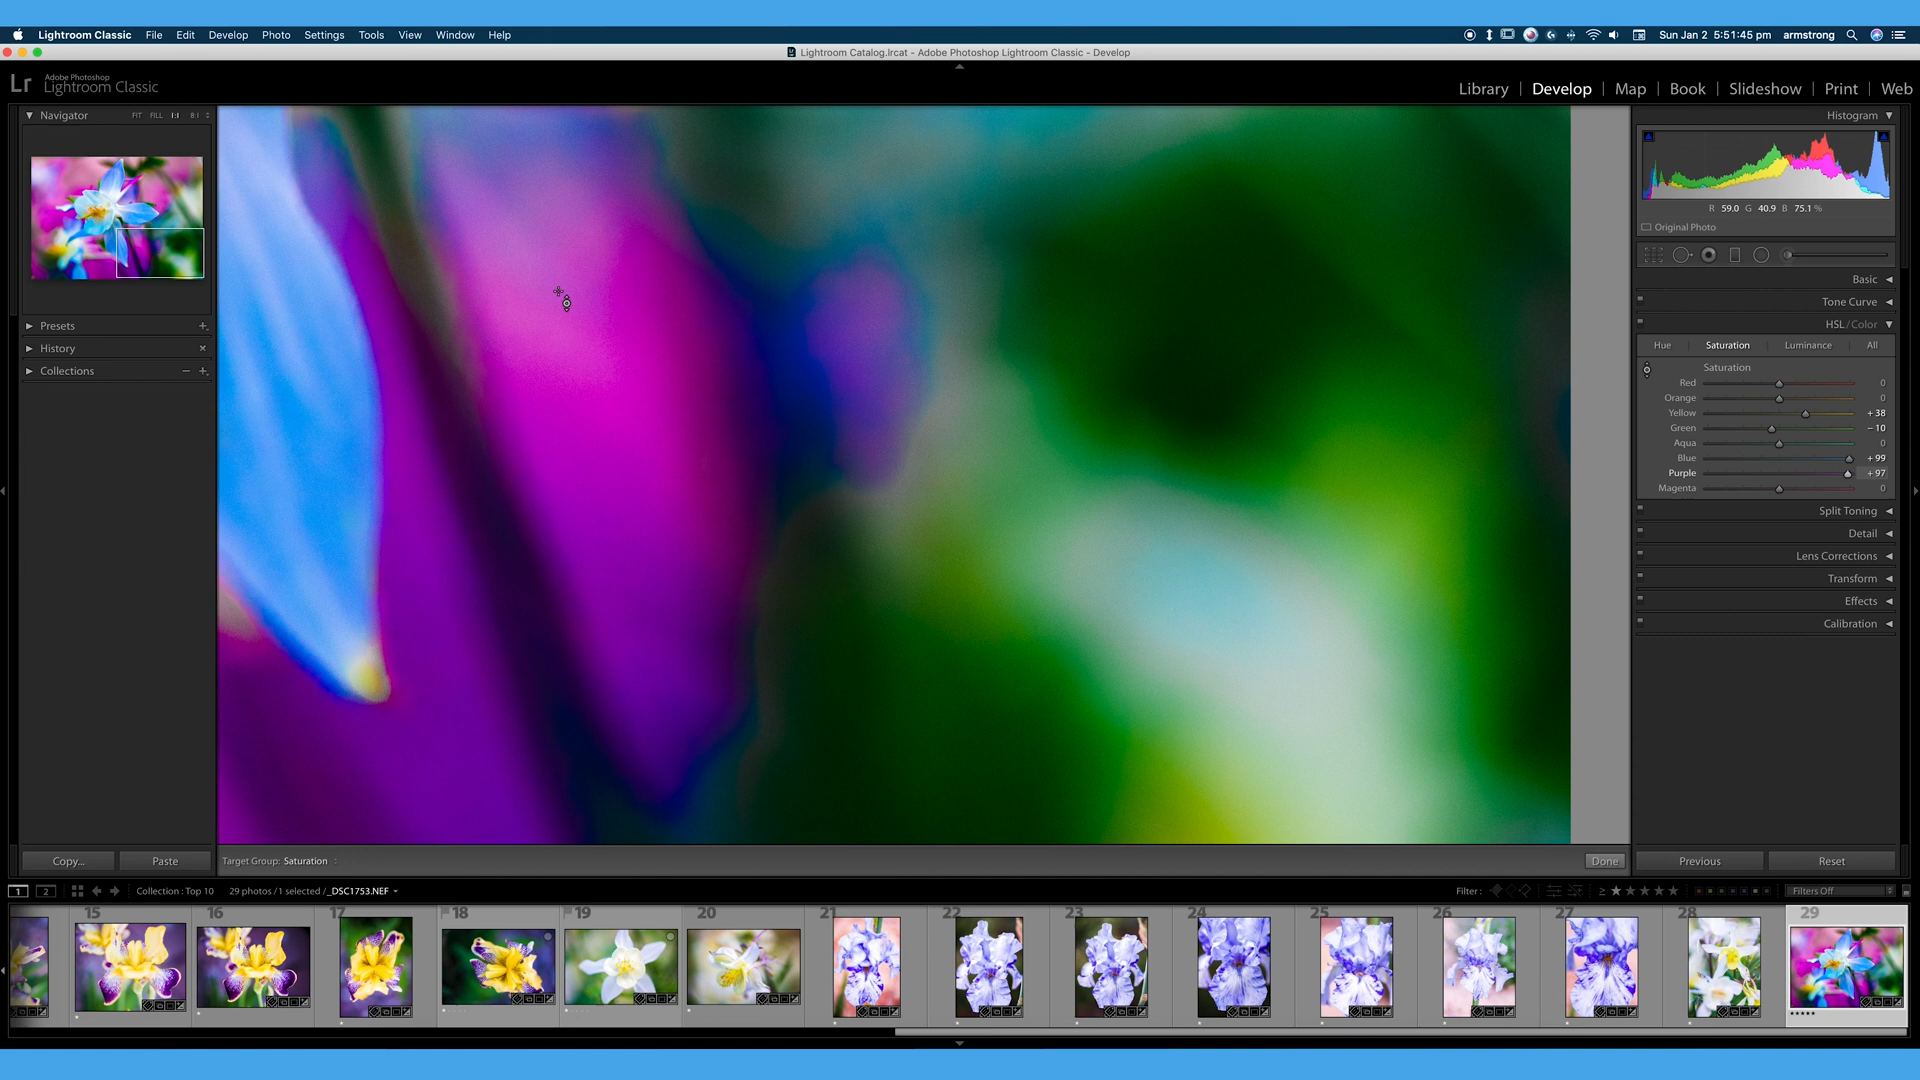 Lightroom Classic File Edit Develop Photo Settings Tools View Window Help
Sun Jan 2 5:51:45 pm armstrong
Lightroom Catalog.lrcat - Adobe Photoshop Lightroom Classic - Develop
Lr
Adobe Photoshop
Lightroom Classic
Library | Develop | Map | Book | Slideshow | Print | Web
Navigator FIT FILL 1:1 8:1
Presets
History
Collections
Histogram
R 59.0 G 40.9 B 75.1 %
Original Photo
Basic
Tone Curve
HSL / Color
Hue Saturation Luminance All
Saturation
Red 0
Orange 0
Yellow + 38
Green - 10
Aqua 0
Blue + 99
Purple + 97
Magenta 0
Split Toning
Detail
Lens Corrections
Transform
Effects
Calibration
Copy... Paste
Target Group: Saturation
Done
Previous Reset
1 2 Collection : Top 10 29 photos / 1 selected / _DSC1753.NEF
Filter : ≥ Filters Off
15 16 17 18 19 20 21 22 23 24 25 26 27 28 29